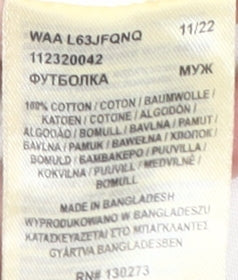 WAA L63JFQNQ 11/22
112320042
ФУТБОЛКА МУЖ
100% COTTON / COTON / BAUMWOLLE /
KATOEN / COTONE / ALGODÓN /
ALGODÃO / BOMULL / BAVLNA / PAMUT /
BAVLNA / PAMUK / BAWEŁNA / ХЛОПОК /
BOMULD / ΒΑΜΒΑΚΕΡΟ / PUUVILLA /
KOKVILNA / PUUVILL / MEDVILNĖ /
BOMULL
MADE IN BANGLADESH
WYPRODUKOWANO W BANGLADESZU
ΚΑΤΑΣΚΕΥΑΖΕΤΑΙ ΣΤΟ ΜΠΑΓΚΛΑΝΤΕΣ
GYÁRTVA BANGLADESBEN
RN# 130273